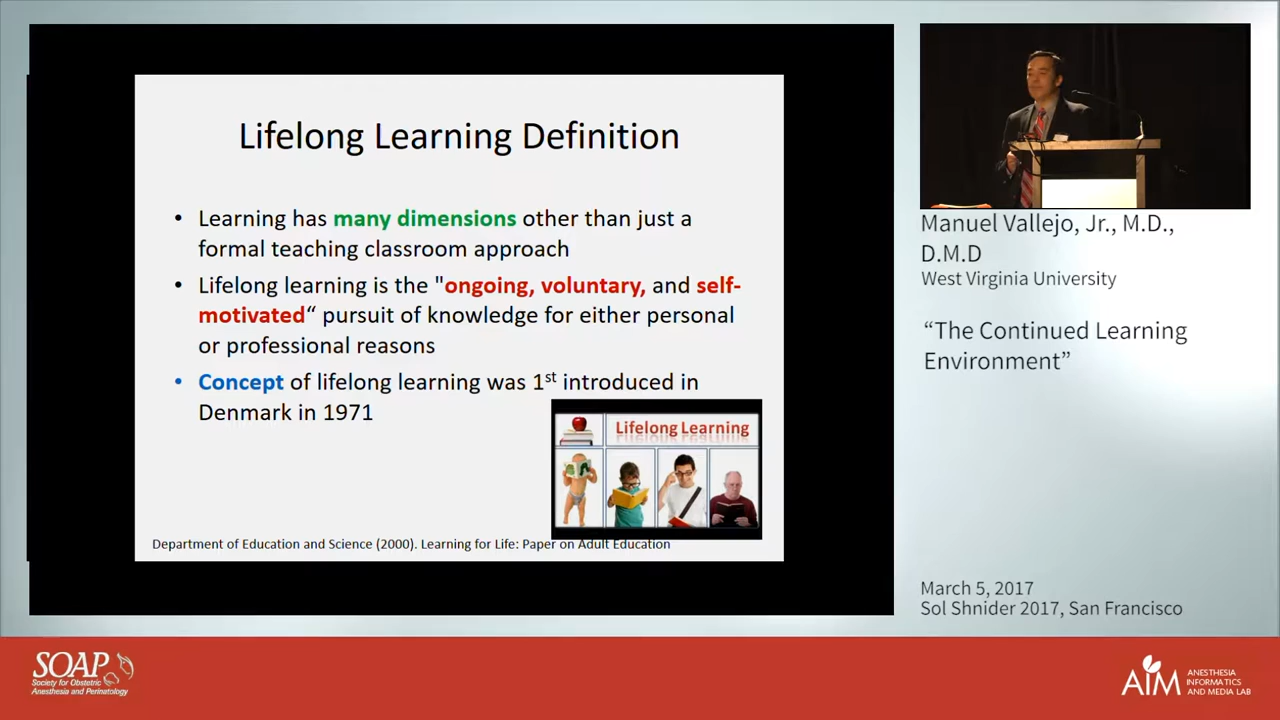 Lifelong Learning Definition
• Learning has many dimensions other than just a
formal teaching classroom approach
• Lifelong learning is the "ongoing, voluntary, and self-
motivated“ pursuit of knowledge for either personal
or professional reasons
• Concept of lifelong learning was 1st introduced in
Denmark in 1971
Lifelong Learning
Department of Education and Science (2000). Learning for Life: Paper on Adult Education
Manuel Vallejo, Jr., M.D.,
D.M.D
West Virginia University
“The Continued Learning
Environment”
March 5, 2017
Sol Shnider 2017, San Francisco
SOAP
Society for Obstetric
Anesthesia and Perinatology
AIM
ANESTHESIA
INFORMATICS
AND MEDIA LAB